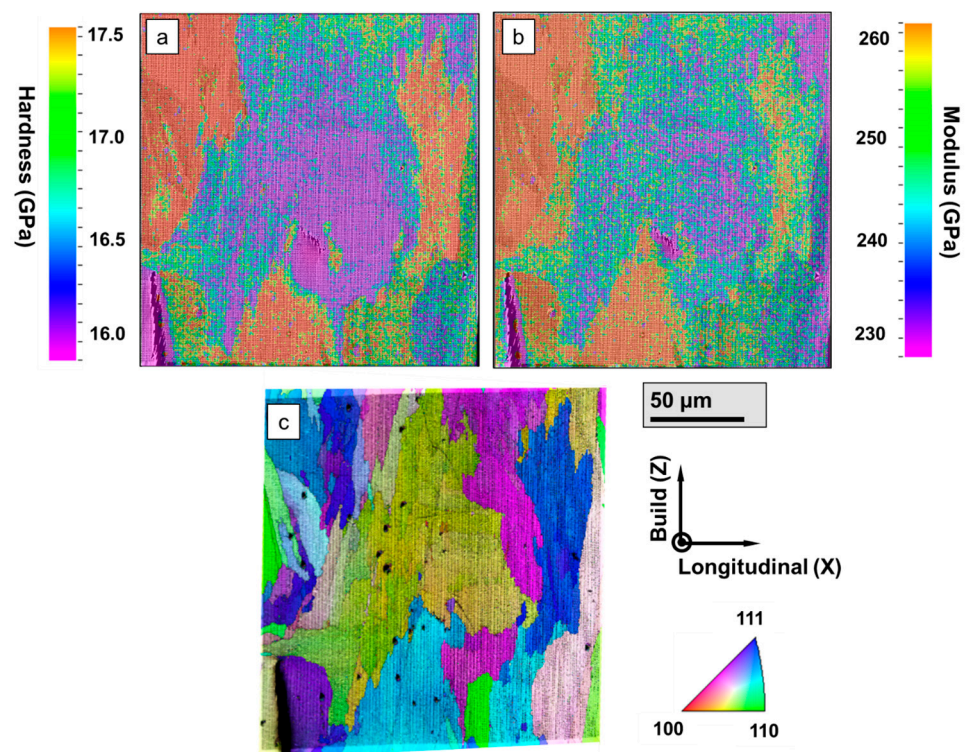 a
b
17.5
17.0
16.5
16.0
Hardness (GPa)
260
250
240
230
Modulus (GPa)
c
50 µm
Build (Z)
Longitudinal (X)
111
100
110